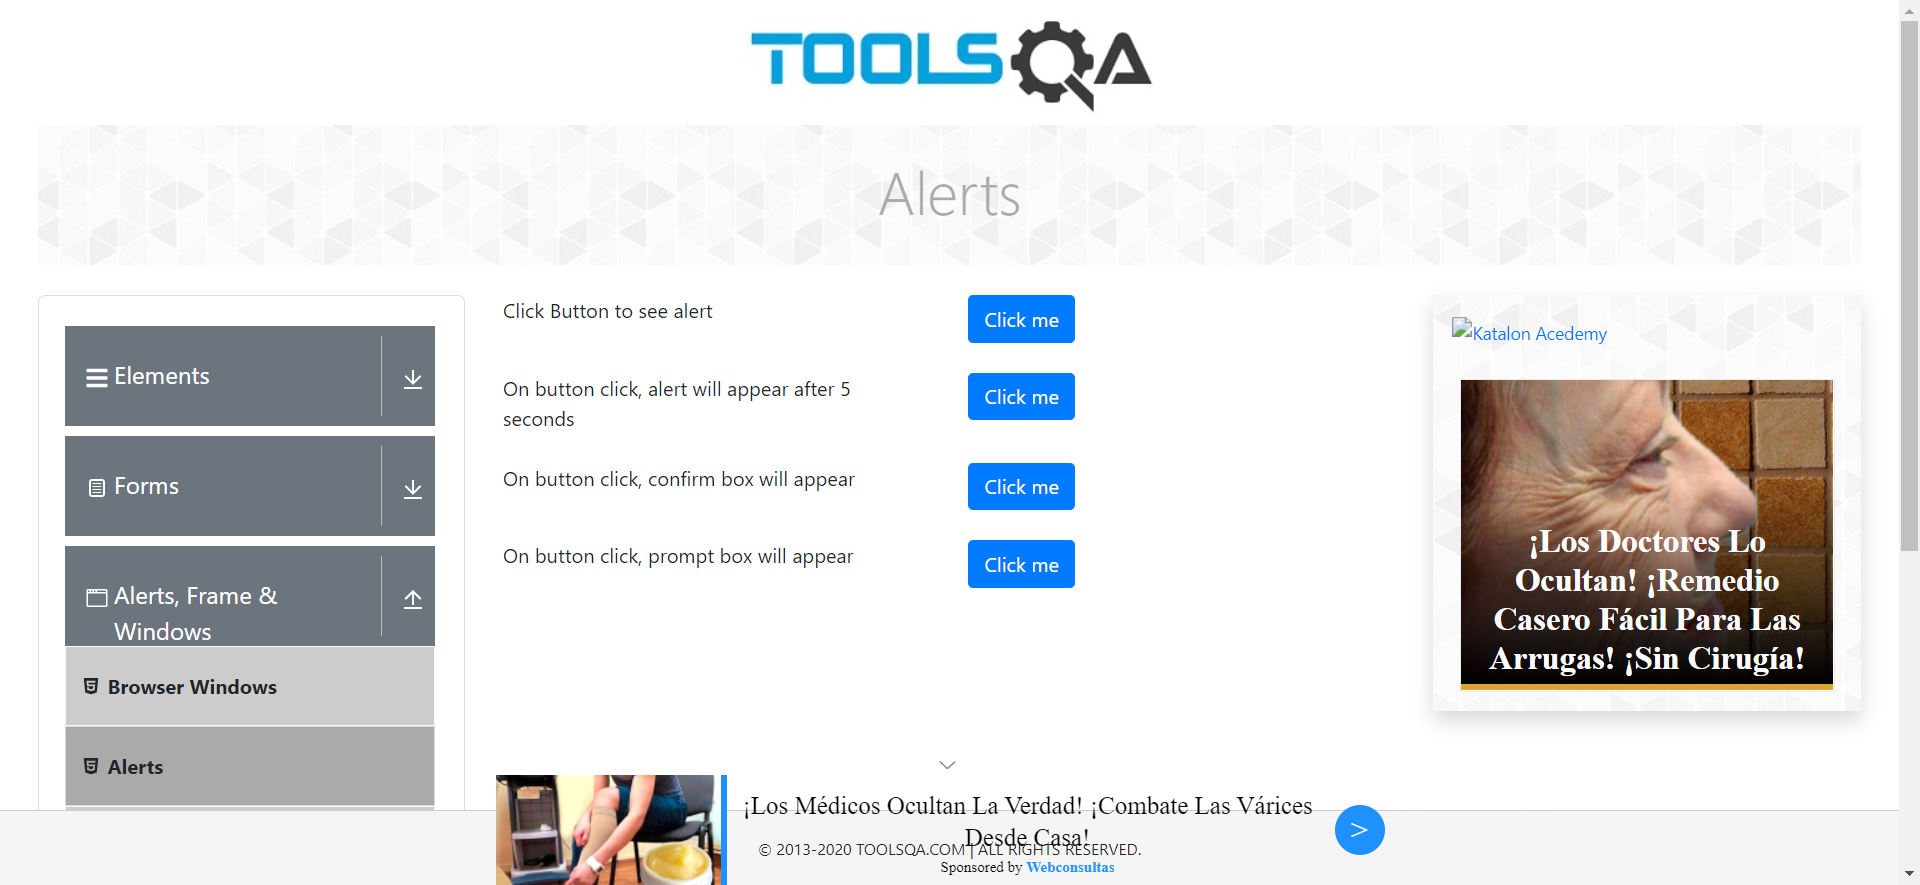 TOOLSQA
Alerts
Elements
Forms
Alerts, Frame &
Windows
Browser Windows
Alerts
Click Button to see alert
Click me
On button click, alert will appear after 5
seconds
Click me
On button click, confirm box will appear
Click me
On button click, prompt box will appear
Click me
Katalon Acedemy
¡Los Doctores Lo
Ocultan! ¡Remedio
Casero Fácil Para Las
Arrugas! ¡Sin Cirugía!
¡Los Médicos Ocultan La Verdad! ¡Combate Las Várices
Desde Casa!
>
© 2013-2020 TOOLSQA.COM | ALL RIGHTS RESERVED.
Sponsored by Webconsultas